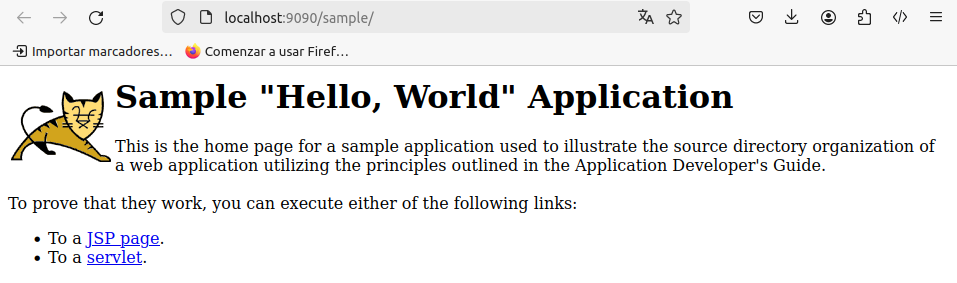 localhost:9090/sample/
Importar marcadores… Comenzar a usar Firef…
Sample "Hello, World" Application
This is the home page for a sample application used to illustrate the source directory organization of
a web application utilizing the principles outlined in the Application Developer's Guide.
To prove that they work, you can execute either of the following links:
• To a JSP page.
• To a servlet.